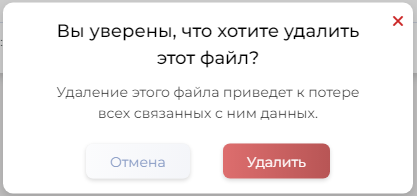 Вы уверены, что хотите удалить
этот файл?
Удаление этого файла приведет к потере
всех связанных с ним данных.
Отмена
Удалить